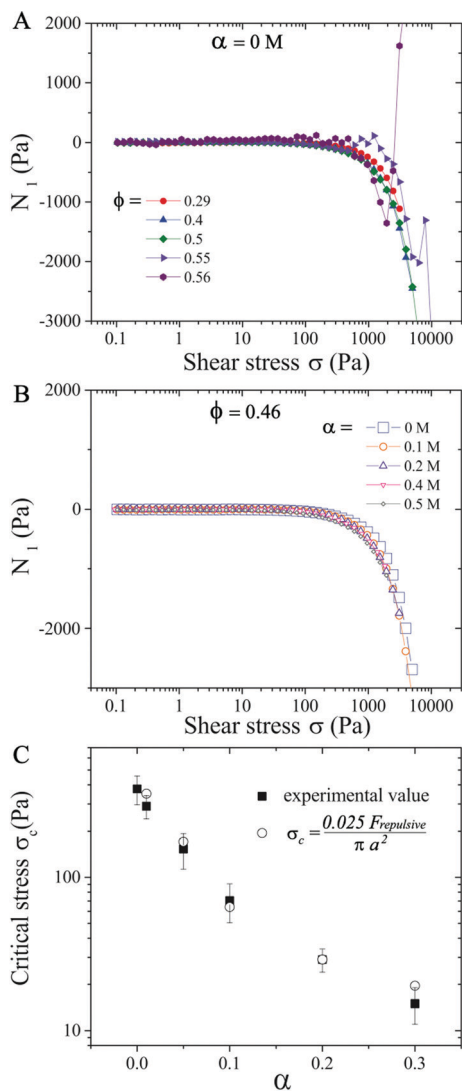 A
2000
α = 0 M
1000
0
-1000
-2000
-3000
N1 (Pa)
ϕ =
0.29
0.4
0.5
0.55
0.56
0.1 1 10 100 1000 10000
Shear stress σ (Pa)
B
2000
ϕ = 0.46
α =
0 M
0.1 M
0.2 M
0.4 M
0.5 M
0
-2000
N1 (Pa)
0.1 1 10 100 1000 10000
Shear stress σ (Pa)
C
Critical stress σc(Pa)
experimental value
σc = 0.025 Frepulsive / π a²
100
10
0.0 0.1 0.2 0.3
α